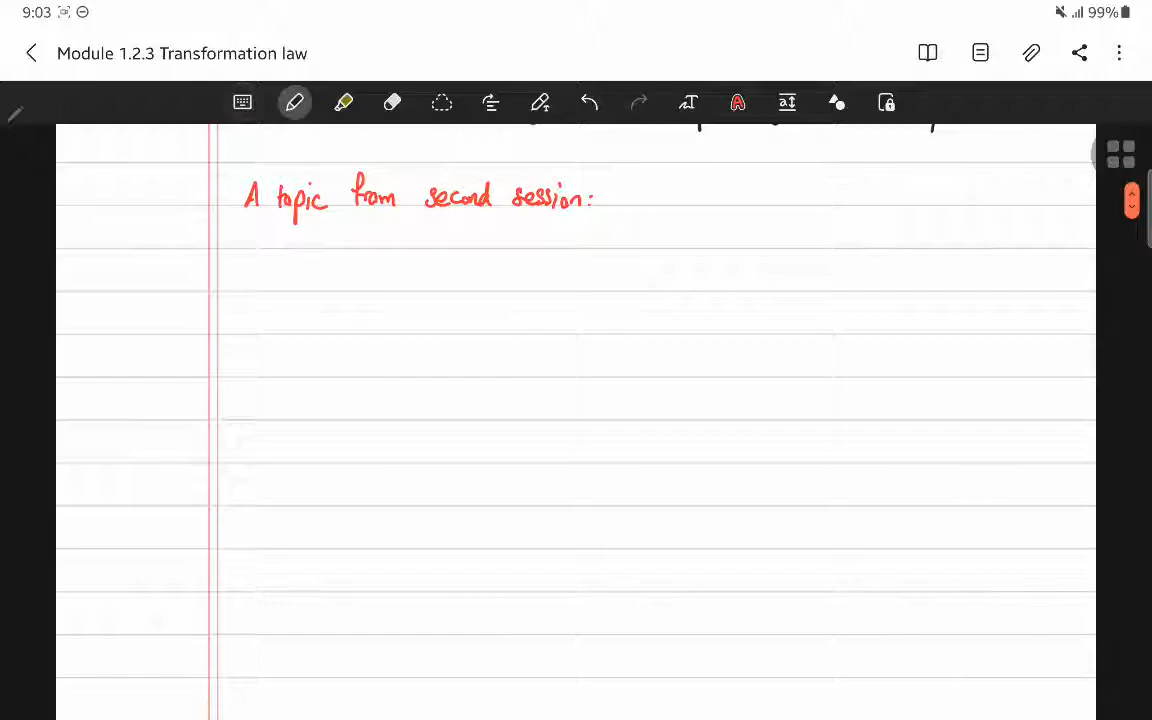 9:03 99%
Module 1.2.3 Transformation law
A topic from second session: